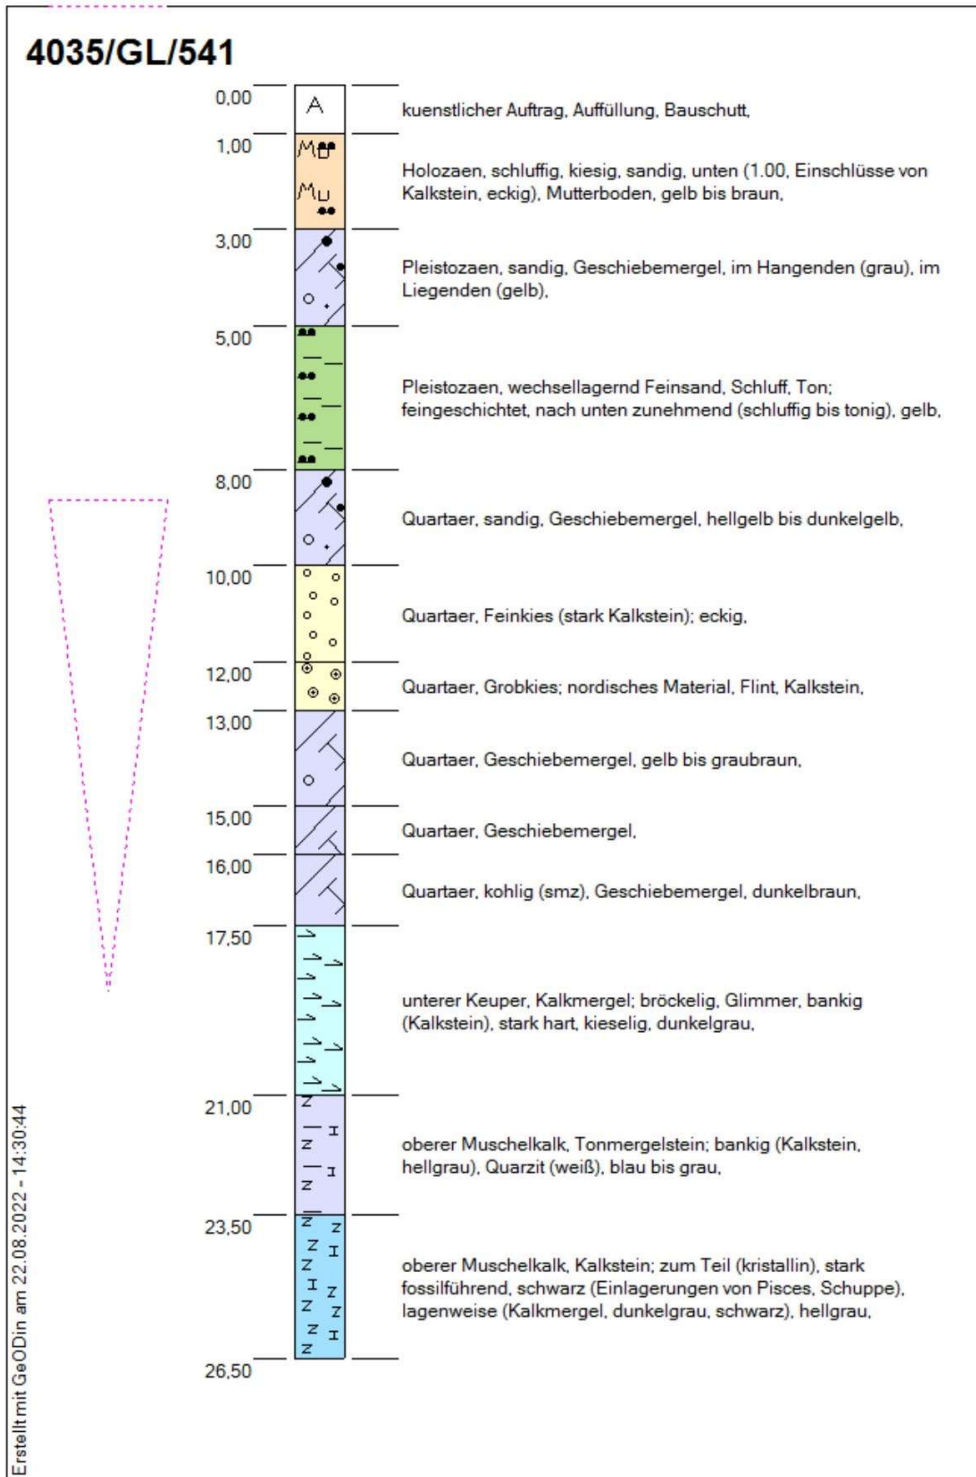 4035/GL/541
0,00
A
kuenstlicher Auftrag, Auffüllung, Bauschutt,
1,00
Holozaen, schluffig, kiesig, sandig, unten (1.00, Einschlüsse von
Kalkstein, eckig), Mutterboden, gelb bis braun,
3,00
Pleistozaen, sandig, Geschiebemergel, im Hangenden (grau), im
Liegenden (gelb),
5,00
Pleistozaen, wechsellagernd Feinsand, Schluff, Ton;
feingeschichtet, nach unten zunehmend (schluffig bis tonig), gelb,
8,00
Quartaer, sandig, Geschiebemergel, hellgelb bis dunkelgelb,
10,00
Quartaer, Feinkies (stark Kalkstein); eckig,
12,00
Quartaer, Grobkies; nordisches Material, Flint, Kalkstein,
13,00
Quartaer, Geschiebemergel, gelb bis graubraun,
15,00
Quartaer, Geschiebemergel,
16,00
Quartaer, kohlig (smz), Geschiebemergel, dunkelbraun,
17,50
unterer Keuper, Kalkmergel; bröckelig, Glimmer, bankig
(Kalkstein), stark hart, kieselig, dunkelgrau,
21,00
oberer Muschelkalk, Tonmergelstein; bankig (Kalkstein,
hellgrau), Quarzit (weiß), blau bis grau,
23,50
oberer Muschelkalk, Kalkstein; zum Teil (kristallin), stark
fossilführend, schwarz (Einlagerungen von Pisces, Schuppe),
lagenweise (Kalkmergel, dunkelgrau, schwarz), hellgrau,
26,50
Erstellt mit GeODin am 22.08.2022 - 14:30:44